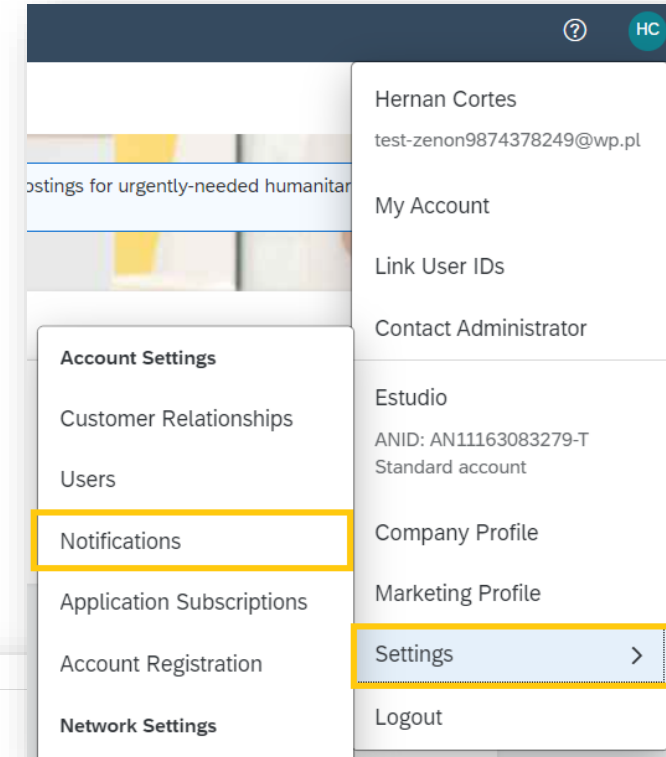 ?
HC
Hernan Cortes
test-zenon9874378249@wp.pl
ostings for urgently-needed humanitar
My Account
Link User IDs
Contact Administrator
Estudio
ANID: AN11163083279-T
Standard account
Company Profile
Marketing Profile
Settings
Logout
Account Settings
Customer Relationships
Users
Notifications
Application Subscriptions
Account Registration
Network Settings